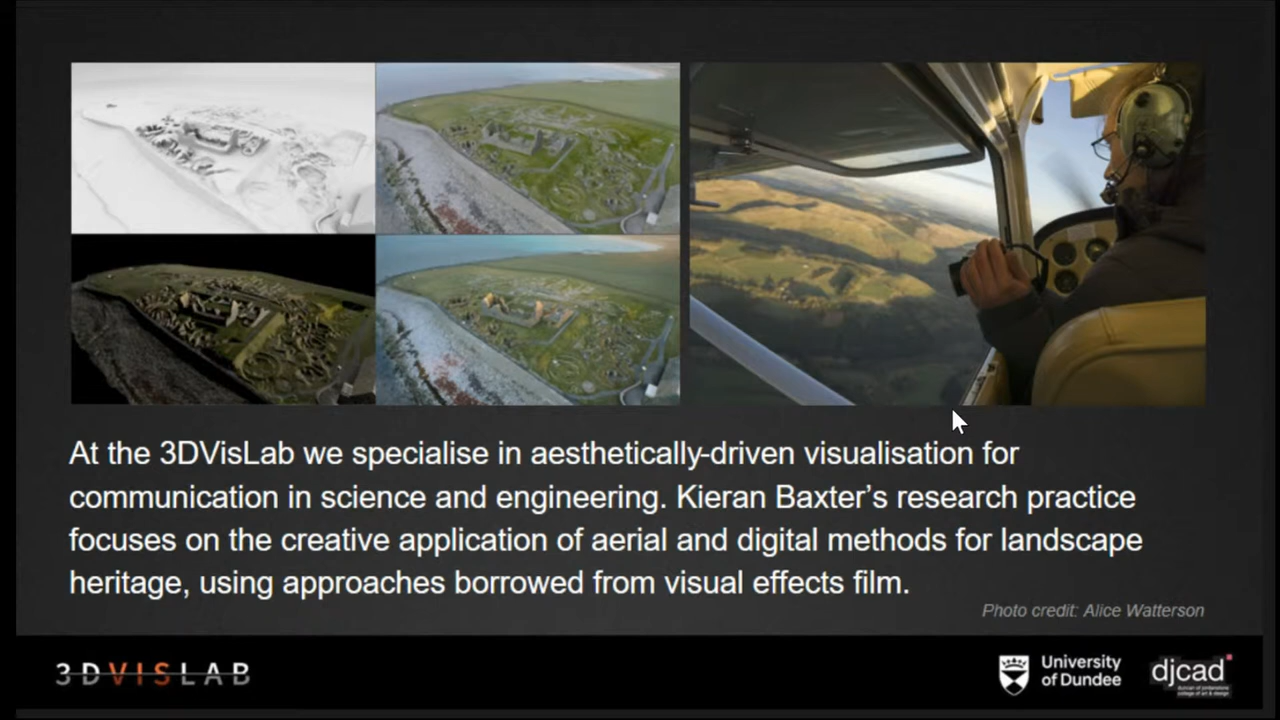 At the 3DVisLab we specialise in aesthetically-driven visualisation for
communication in science and engineering. Kieran Baxter’s research practice
focuses on the creative application of aerial and digital methods for landscape
heritage, using approaches borrowed from visual effects film.
Photo credit: Alice Watterson
3DVISLAB
University
of Dundee
djcad